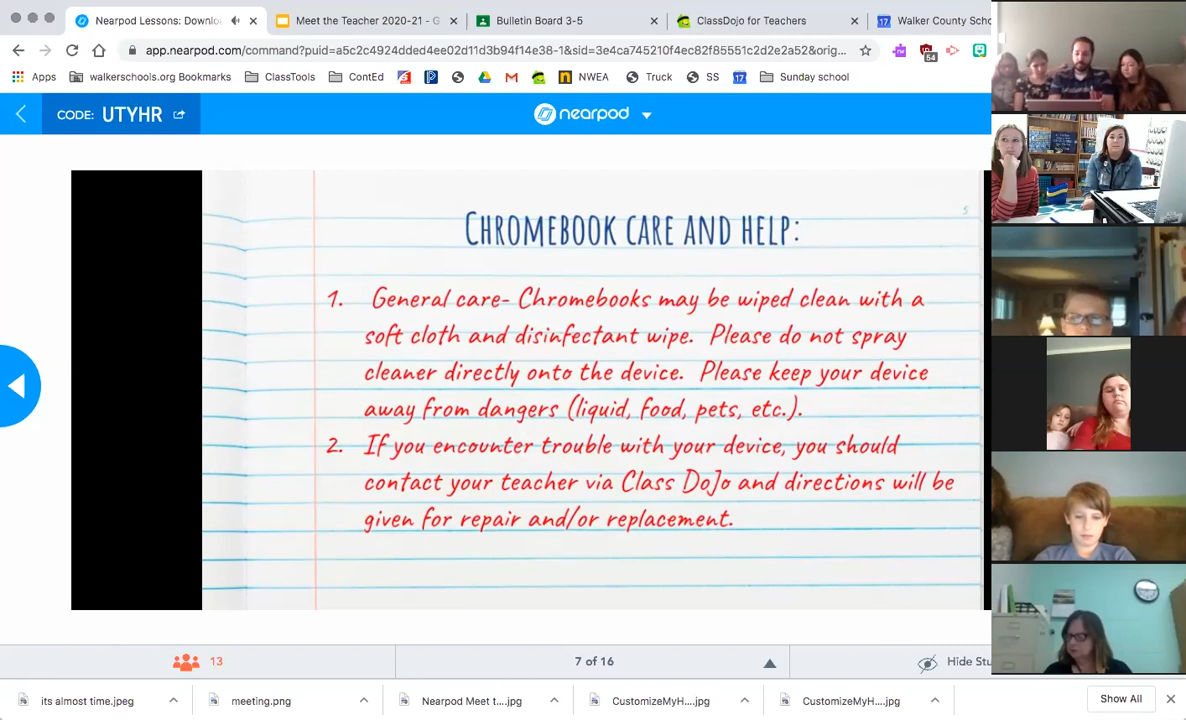 Nearpod Lessons: Downlo
Meet the Teacher 2020-21 - G
Bulletin Board 3-5
ClassDojo for Teachers
Walker County Scho
app.nearpod.com/command?puid=a5c2c4924dded4ee02d11d3b94f14e38-1&sid=3e4ca745210f4ec82f85551c2d2e2a52&orig...
54
Apps
walkerschools.org Bookmarks
ClassTools
ContEd
NWEA
Truck
SS
17
Sunday school
CODE: UTYHR
nearpod
5
CHROMEBOOK CARE AND HELP:
1. General care- Chromebooks may be wiped clean with a
soft cloth and disinfectant wipe. Please do not spray
cleaner directly onto the device. Please keep your device
away from dangers (liquid, food, pets, etc.).
2. If you encounter trouble with your device, you should
contact your teacher via Class DoJo and directions will be
given for repair and/or replacement.
13
7 of 16
Hide Stu
its almost time.jpeg
meeting.png
Nearpod Meet t....jpg
CustomizeMyH....jpg
CustomizeMyH....jpg
Show All